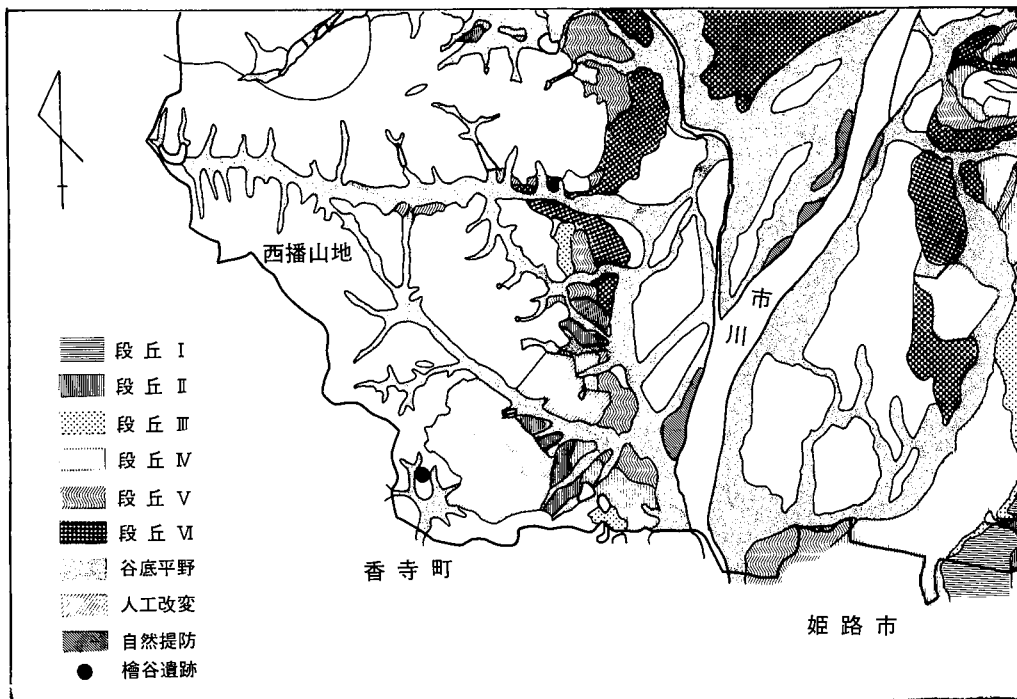 西播山地
市川
段丘 Ⅰ
段丘 Ⅱ
段丘 Ⅲ
段丘 Ⅳ
段丘 Ⅴ
段丘 Ⅵ
谷底平野
人工改変
自然提防
檜谷遺跡
香寺町
姫路市